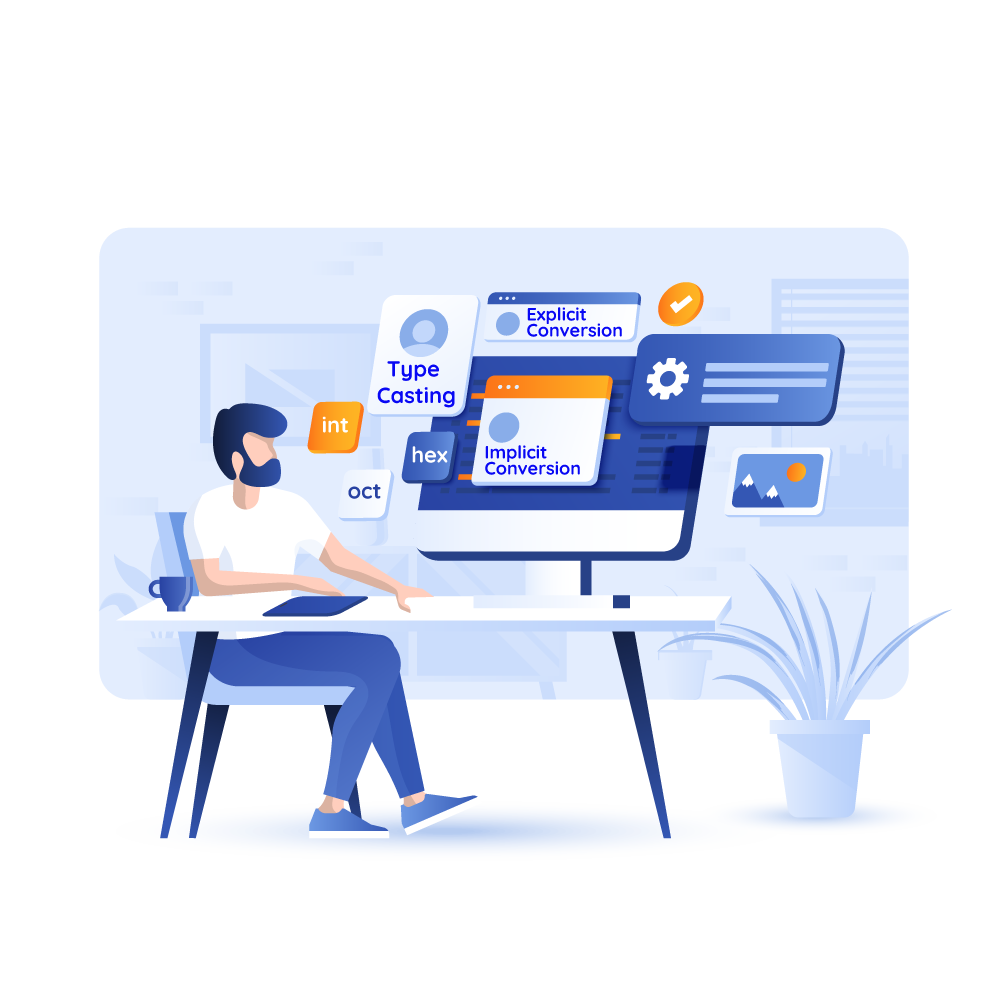 Type
Casting
Explicit
Conversion
int
hex
oct
Implicit
Conversion